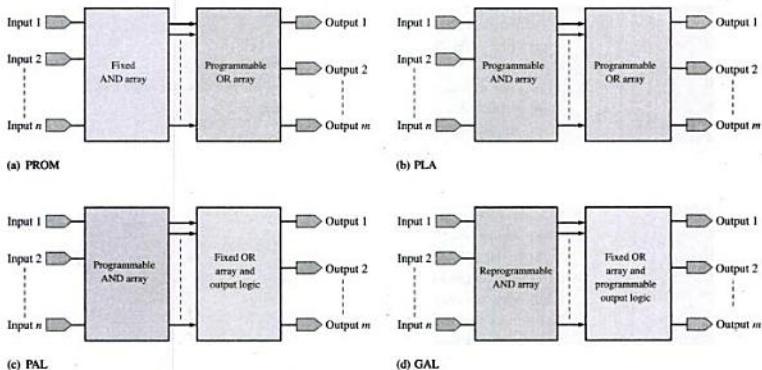 Input 1
Input 2
Input n
Fixed
AND array
Programmable
OR array
Output 1
Output 2
Output m
(a) PROM
Input 1
Input 2
Input n
Programmable
AND array
Programmable
OR array
Output 1
Output 2
Output m
(b) PLA
Input 1
Input 2
Input n
Programmable
AND array
Fixed OR
array and
output logic
Output 1
Output 2
Output m
(c) PAL
Input 1
Input 2
Input n
Reprogrammable
AND array
Fixed OR
array and
programmable
output logic
Output 1
Output 2
Output m
(d) GAL